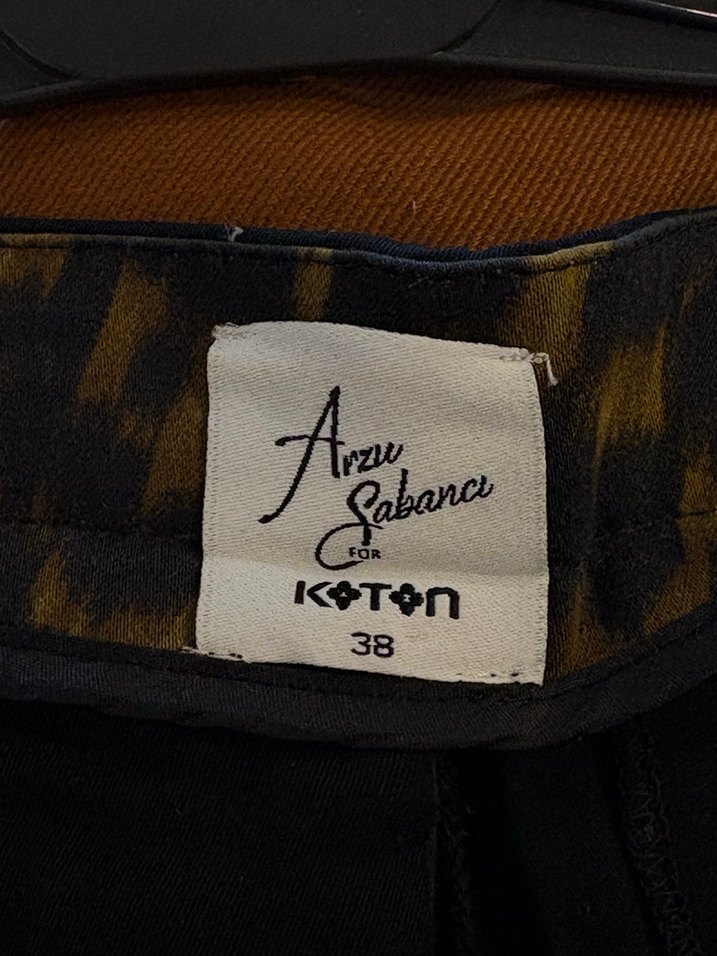 Arzu
Sabancı
FOR
KOTON
38